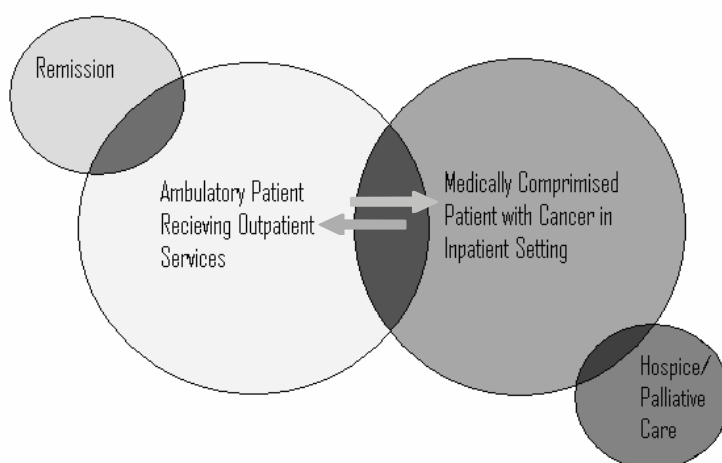 Remission
Ambulatory Patient
Recieving Outpatient
Services
Medically Comprimised
Patient with Cancer in
Inpatient Setting
Hospice/
Palliative
Care